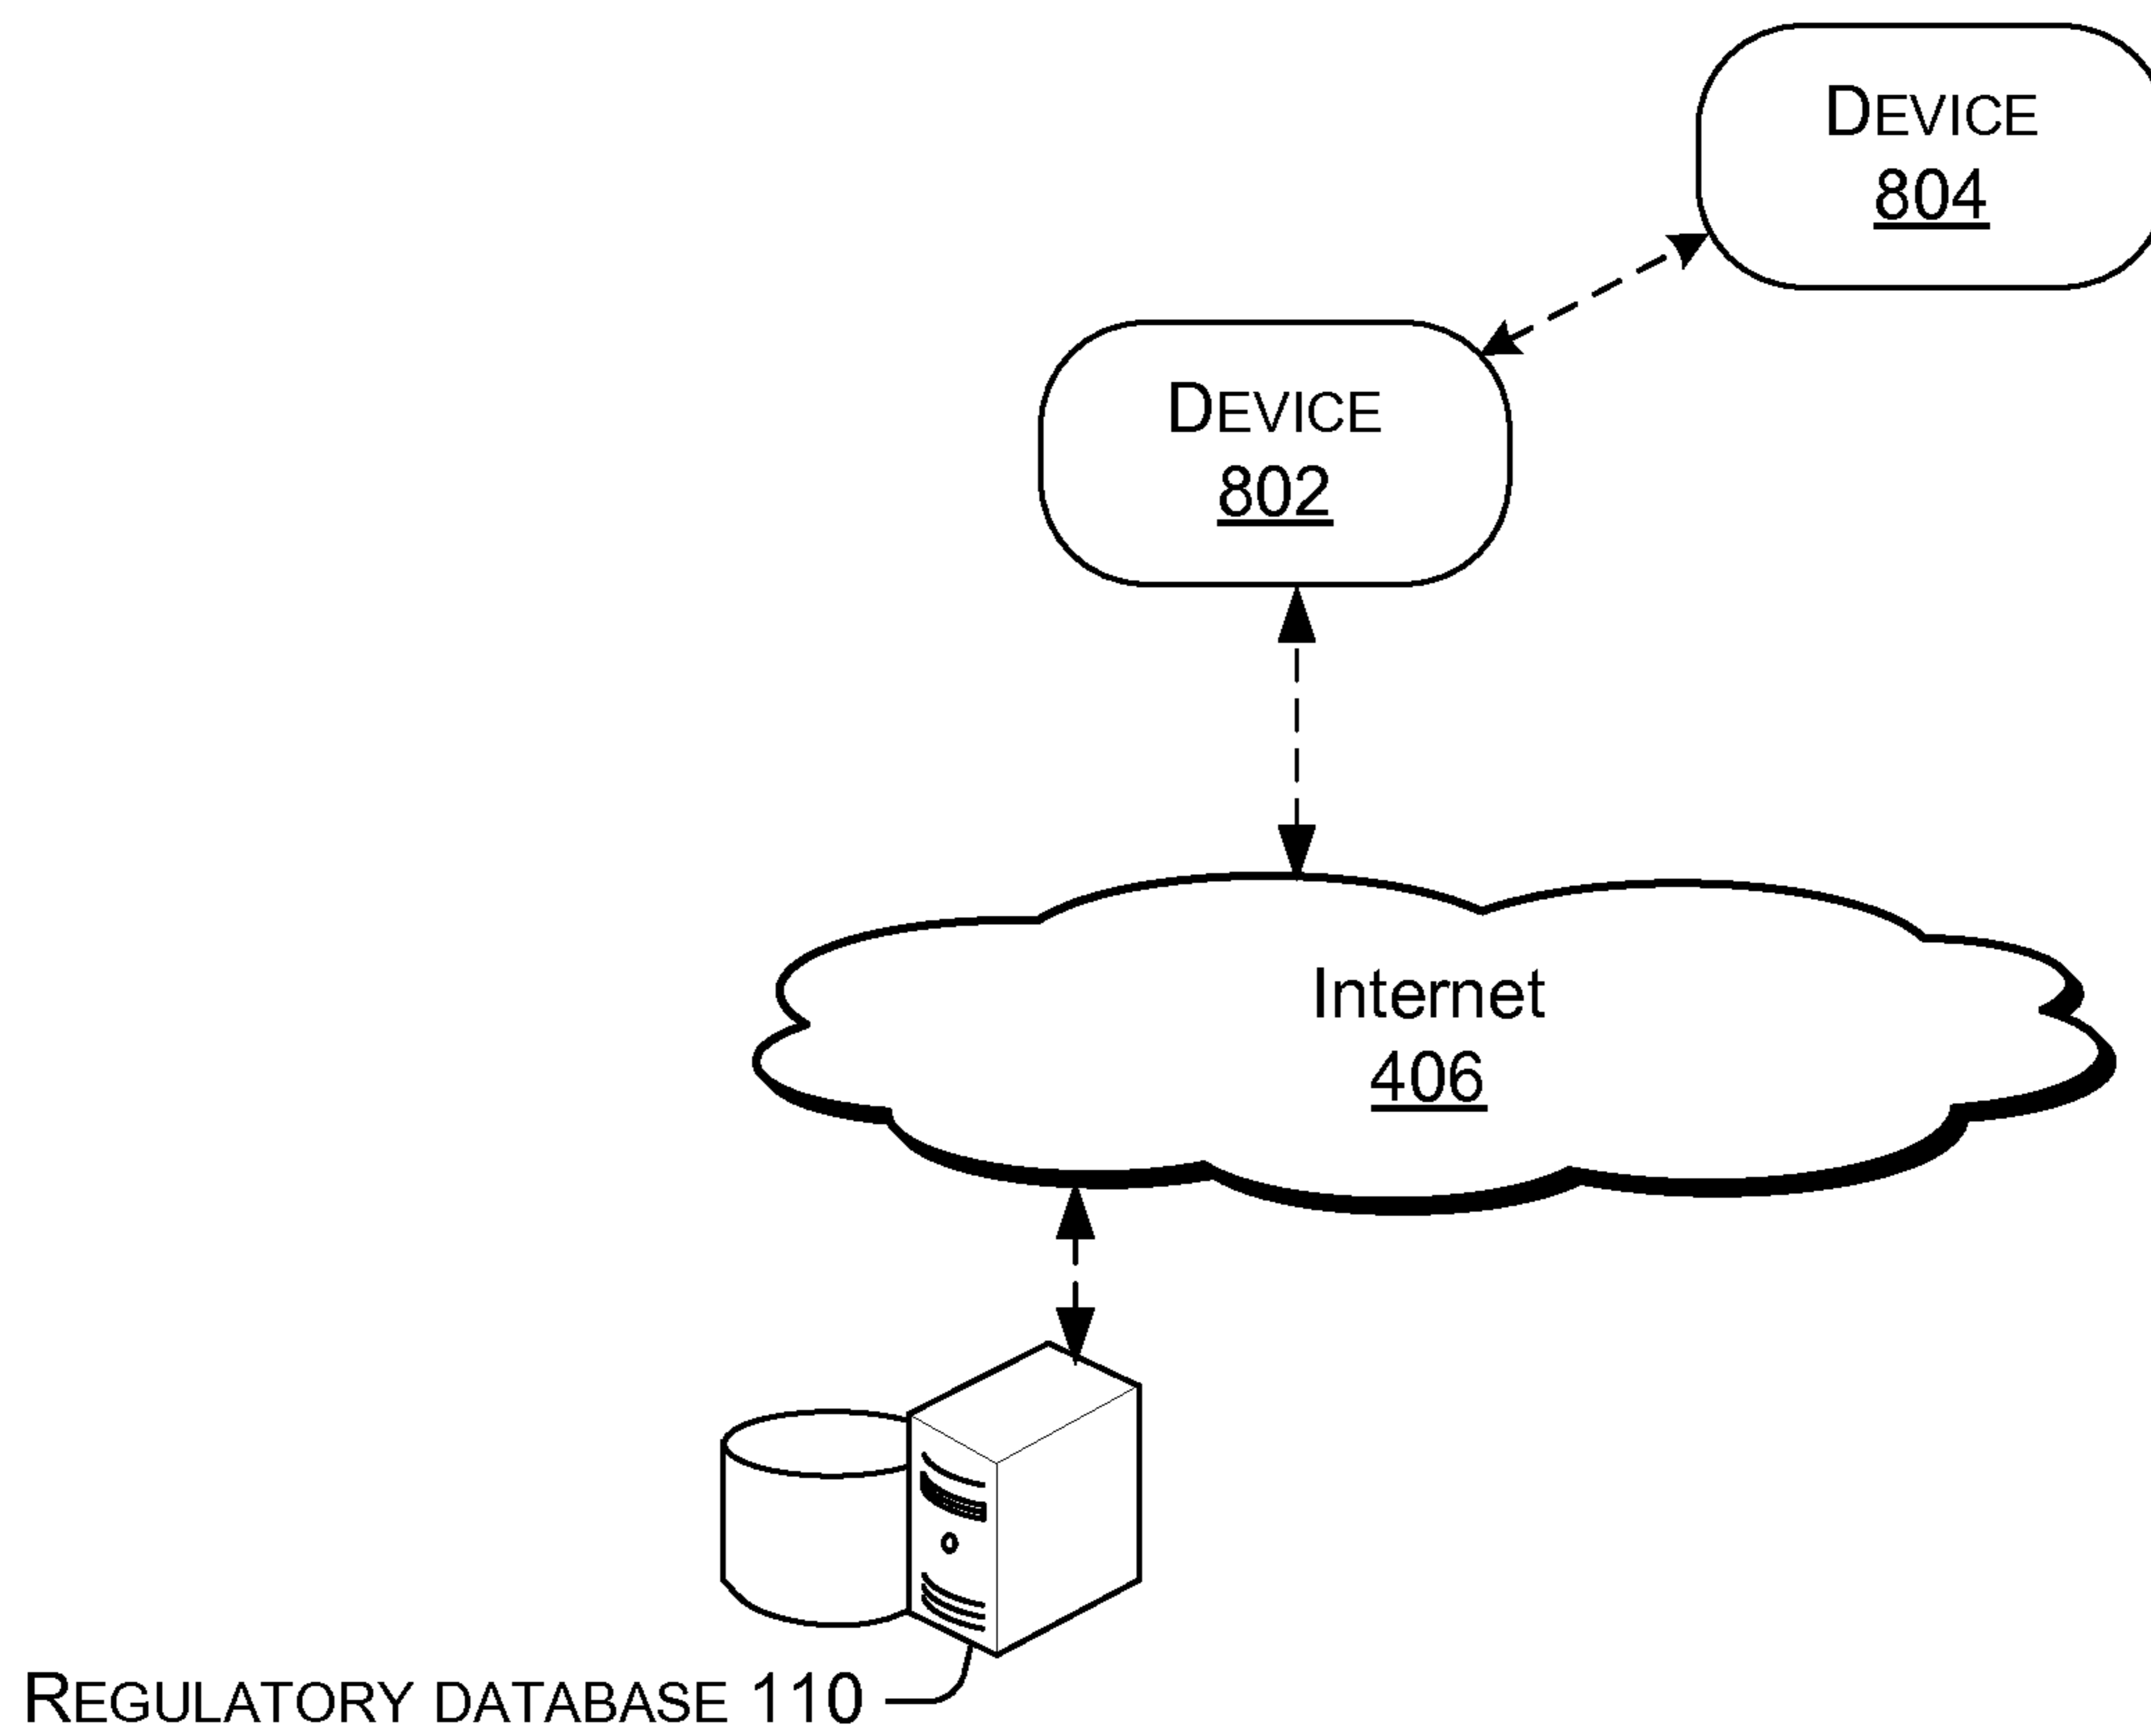 DEVICE
804
DEVICE
802
Internet
406
REGULATORY DATABASE 110